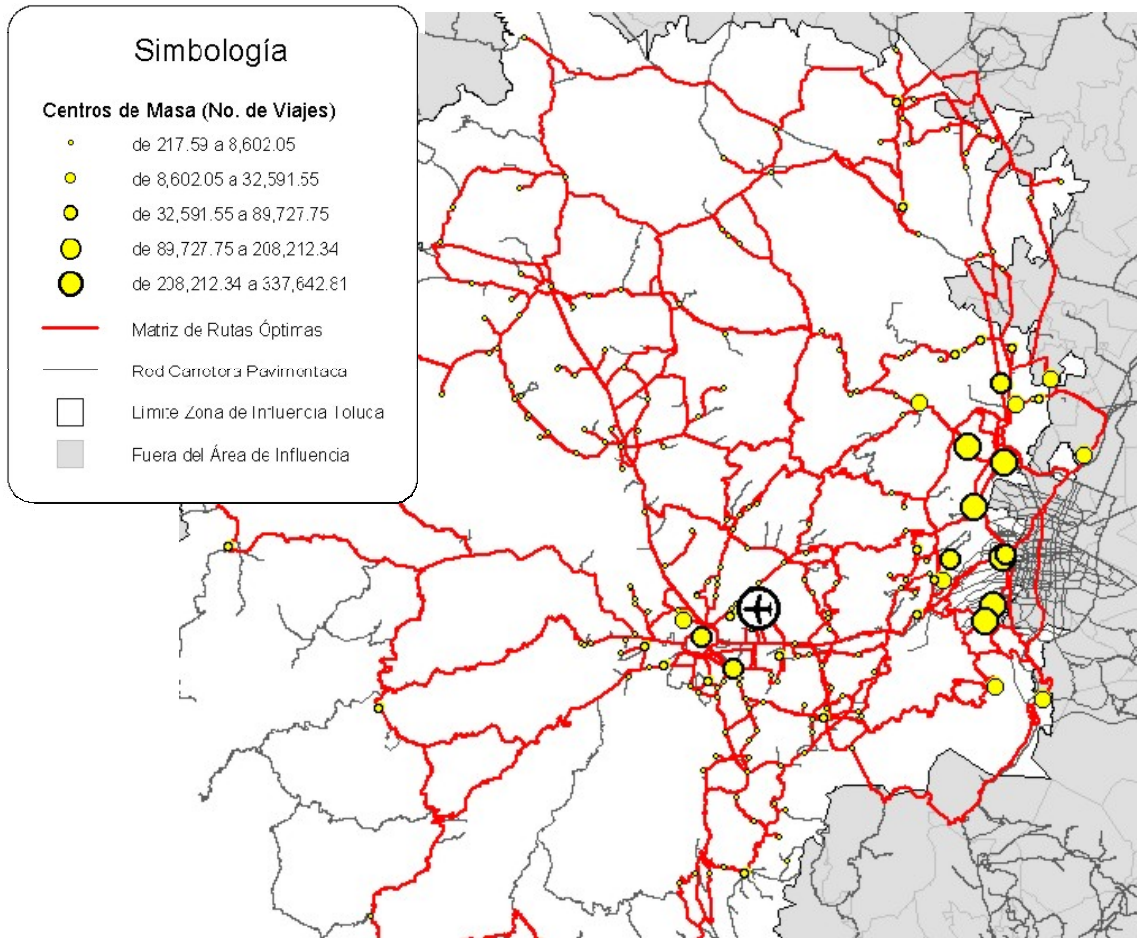 Simbología
Centros de Masa (No. de Viajes)
de 217.59 a 8,602.05
de 8,602.05 a 32,591.55
de 32,591.55 a 89,727.75
de 89,727.75 a 208,212.34
de 208,212.34 a 337,642.81
Matriz de Rutas Óptimas
Red Carretera Pavimentada
Limite Zona de Influencia Toluca
Fuera del Área de Influencia